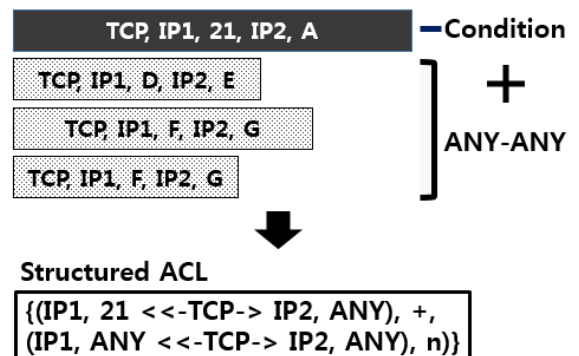 TCP, IP1, 21, IP2, A
Condition
TCP, IP1, D, IP2, E
+
TCP, IP1, F, IP2, G
ANY-ANY
TCP, IP1, F, IP2, G
Structured ACL
{(IP1, 21 <<-TCP-> IP2, ANY), +,
(IP1, ANY <<-TCP-> IP2, ANY), n)}